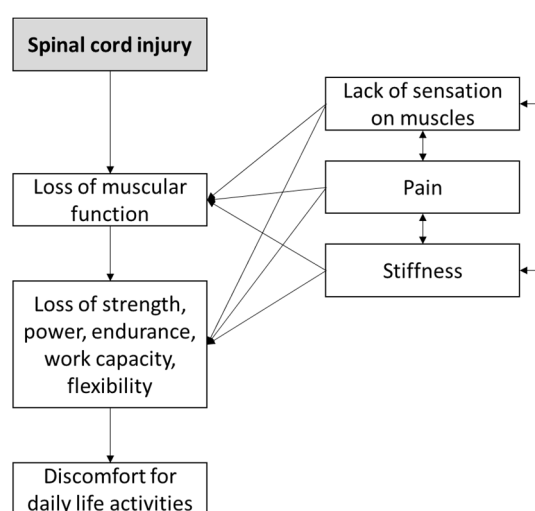 Spinal cord injury
Lack of sensation
on muscles
Loss of muscular
function
Pain
Stiffness
Loss of strength,
power, endurance,
work capacity,
flexibility
Discomfort for
daily life activities